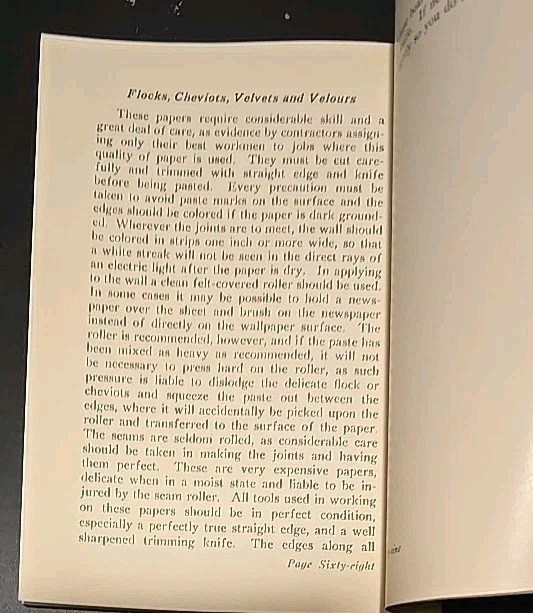 Flocks, Cheviots, Velvets and Velours
These papers require considerable skill and a
great deal of care, as evidence by contractors assign-
ing only their best workmen to jobs where this
quality of paper is used. They must be cut care-
fully and trimmed with straight edge and knife
before being pasted. Every precaution must be
taken to avoid paste marks on the surface and the
edges should be colored if the paper is dark ground-
ed. Wherever the joints are to meet, the wall should
be colored in strips one inch or more wide, so that
a white streak will not be seen in the direct rays of
an electric light after the paper is dry. In applying
to the wall a clean felt-covered roller should be used.
In some cases it may be possible to hold a news-
paper over the sheet and brush on the newspaper
instead of directly on the wallpaper surface. The
roller is recommended, however, and if the paste has
been mixed as heavy as recommended, it will not
be necessary to press hard on the roller, as such
pressure is liable to dislodge the delicate flock or
cheviots and squeeze the paste out between the
edges, where it will accidentally be picked upon the
roller and transferred to the surface of the paper.
The seams are seldom rolled, as considerable care
should be taken in making the joints and having
them perfect. These are very expensive papers,
delicate when in a moist state and liable to be in-
jured by the seam roller. All tools used in working
on these papers should be in perfect condition,
especially a perfectly true straight edge, and a well
sharpened trimming knife. The edges along all
Page Sixty-eight
If
so you do